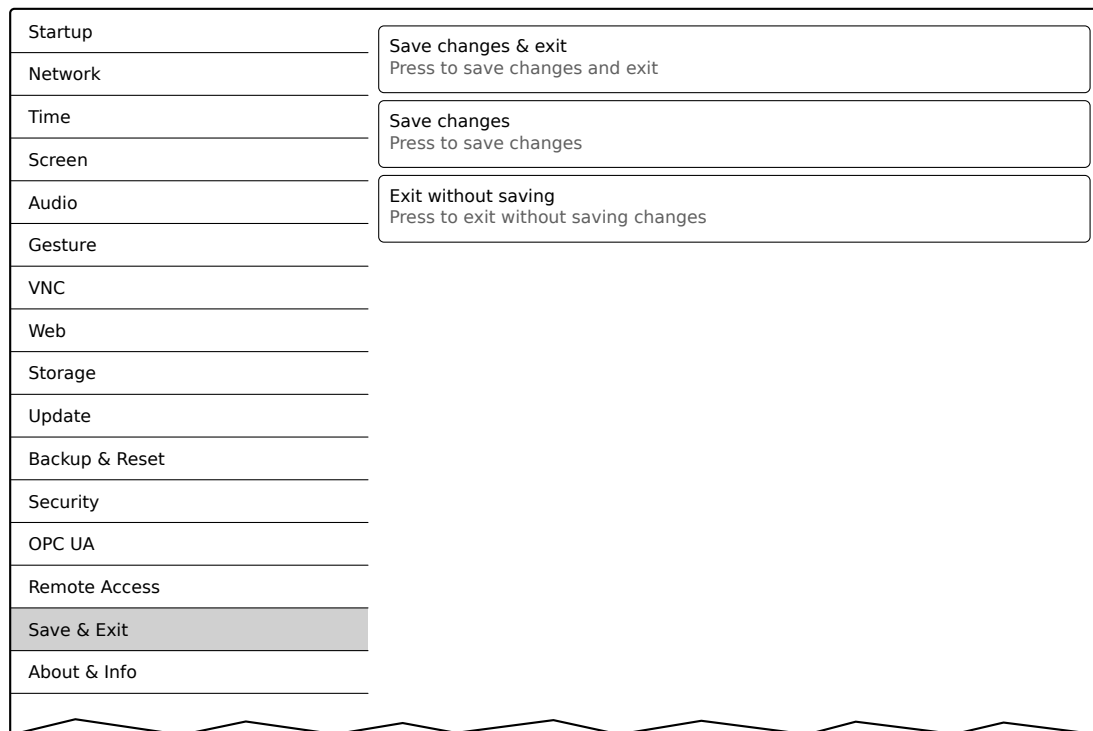 Startup
Network
Time
Screen
Audio
Gesture
VNC
Web
Storage
Update
Backup & Reset
Security
OPC UA
Remote Access
Save & Exit
About & Info
Save changes & exit
Press to save changes and exit
Save changes
Press to save changes
Exit without saving
Press to exit without saving changes